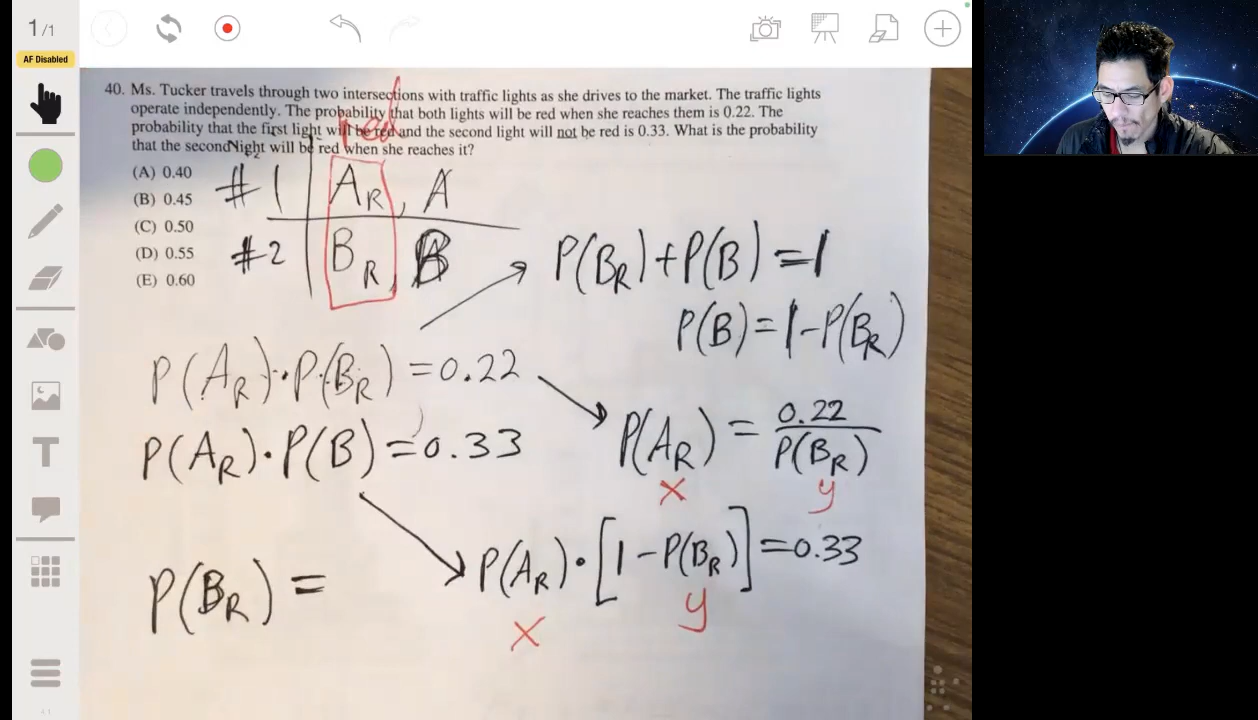 1/1
AF Disabled
40. Ms. Tucker travels through two intersections with traffic lights as she drives to the market. The traffic lights
operate independently. The probability that both lights will be red when she reaches them is 0.22. The
probability that the first light will be red and the second light will not be red is 0.33. What is the probability
that the second light will be red when she reaches it?
(A) 0.40
(B) 0.45
(C) 0.50
(D) 0.55
(E) 0.60
red
#1 | A_R, A
#2 | B_R, B
P(B_R)+P(B)=1
P(B)=1-P(B_R)
P(A_R)·P(B_R)=0.22
P(A_R)·P(B)=0.33
P(A_R) = 0.22/P(B_R)
x y
P(A_R)·[1-P(B_R)]=0.33
x y
P(B_R) =
T